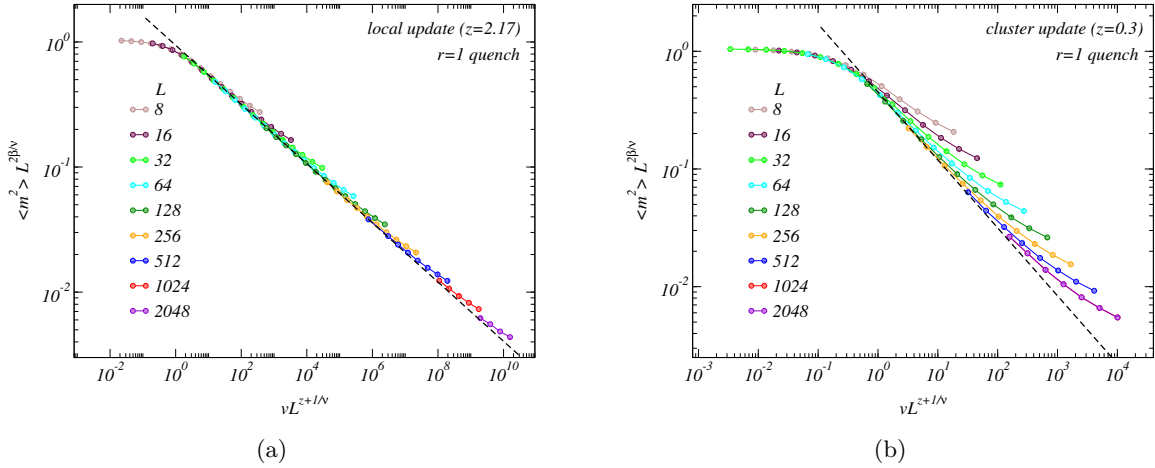 local update (z=2.17)
r=1 quench
<m²> L^{2β/ν}
10^0
10^{-1}
10^{-2}
L
8
16
32
64
128
256
512
1024
2048
10^{-2} 10^0 10^2 10^4 10^6 10^8 10^{10}
vL^{z+1/ν}
(a)
cluster update (z=0.3)
r=1 quench
<m²> L^{2β/ν}
10^0
10^{-1}
10^{-2}
L
8
16
32
64
128
256
512
1024
2048
10^{-3} 10^{-2} 10^{-1} 10^0 10^1 10^2 10^3 10^4
vL^{z+1/ν}
(b)